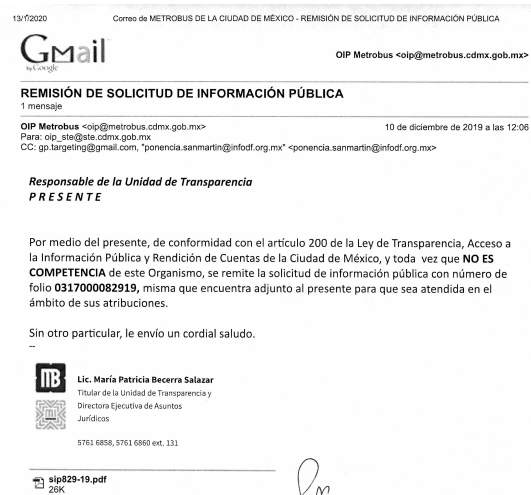 13/1/2020 Correo de METROBUS DE LA CIUDAD DE MÉXICO - REMISIÓN DE SOLICITUD DE INFORMACIÓN PÚBLICA
GMail
by Google
OIP Metrobus <oip@metrobus.cdmx.gob.mx>
REMISIÓN DE SOLICITUD DE INFORMACIÓN PÚBLICA
1 mensaje
OIP Metrobus <oip@metrobus.cdmx.gob.mx> 10 de diciembre de 2019 a las 12:06
Para: oip_ste@ste.cdmx.gob.mx
CC: gp.targeting@gmail.com, "ponencia.sanmartin@infodf.org.mx" <ponencia.sanmartin@infodf.org.mx>
Responsable de la Unidad de Transparencia
P R E S E N T E
Por medio del presente, de conformidad con el artículo 200 de la Ley de Transparencia, Acceso a
la Información Pública y Rendición de Cuentas de la Ciudad de México, y toda vez que NO ES
COMPETENCIA de este Organismo, se remite la solicitud de información pública con número de
folio 0317000082919, misma que encuentra adjunto al presente para que sea atendida en el
ámbito de sus atribuciones.
Sin otro particular, le envío un cordial saludo.
--
MB
Lic. María Patricia Becerra Salazar
Titular de la Unidad de Transparencia y
Directora Ejecutiva de Asuntos
Jurídicos
5761 6858, 5761 6860 ext. 131
sip829-19.pdf
26K